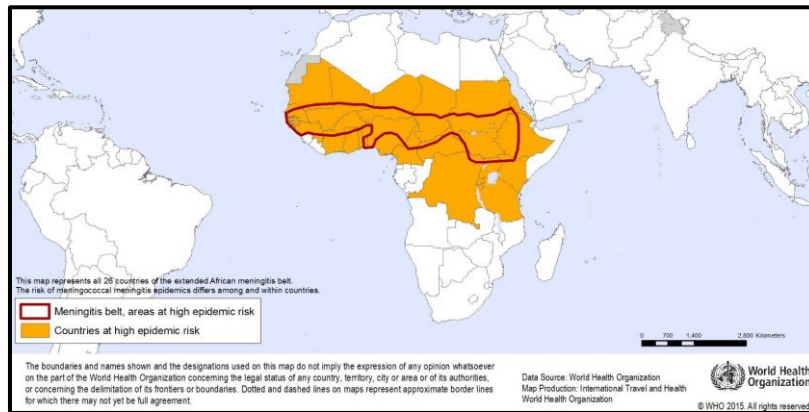 This map represents all 26 countries of the extended African meningitis belt.
The risk of meningococcal meningitis epidemics differs among and within countries.
Meningitis belt, areas at high epidemic risk
Countries at high epidemic risk
0 700 1,400 2,800 Kilometers
The boundaries and names shown and the designations used on this map do not imply the expression of any opinion whatsoever
on the part of the World Health Organization concerning the legal status of any country, territory, city or area or of its authorities,
or concerning the delimitation of its frontiers or boundaries. Dotted and dashed lines on maps represent approximate border lines
for which there may not yet be full agreement.
Data Source: World Health Organization
Map Production: International Travel and Health
World Health Organization
World Health
Organization
© WHO 2015. All rights reserved.